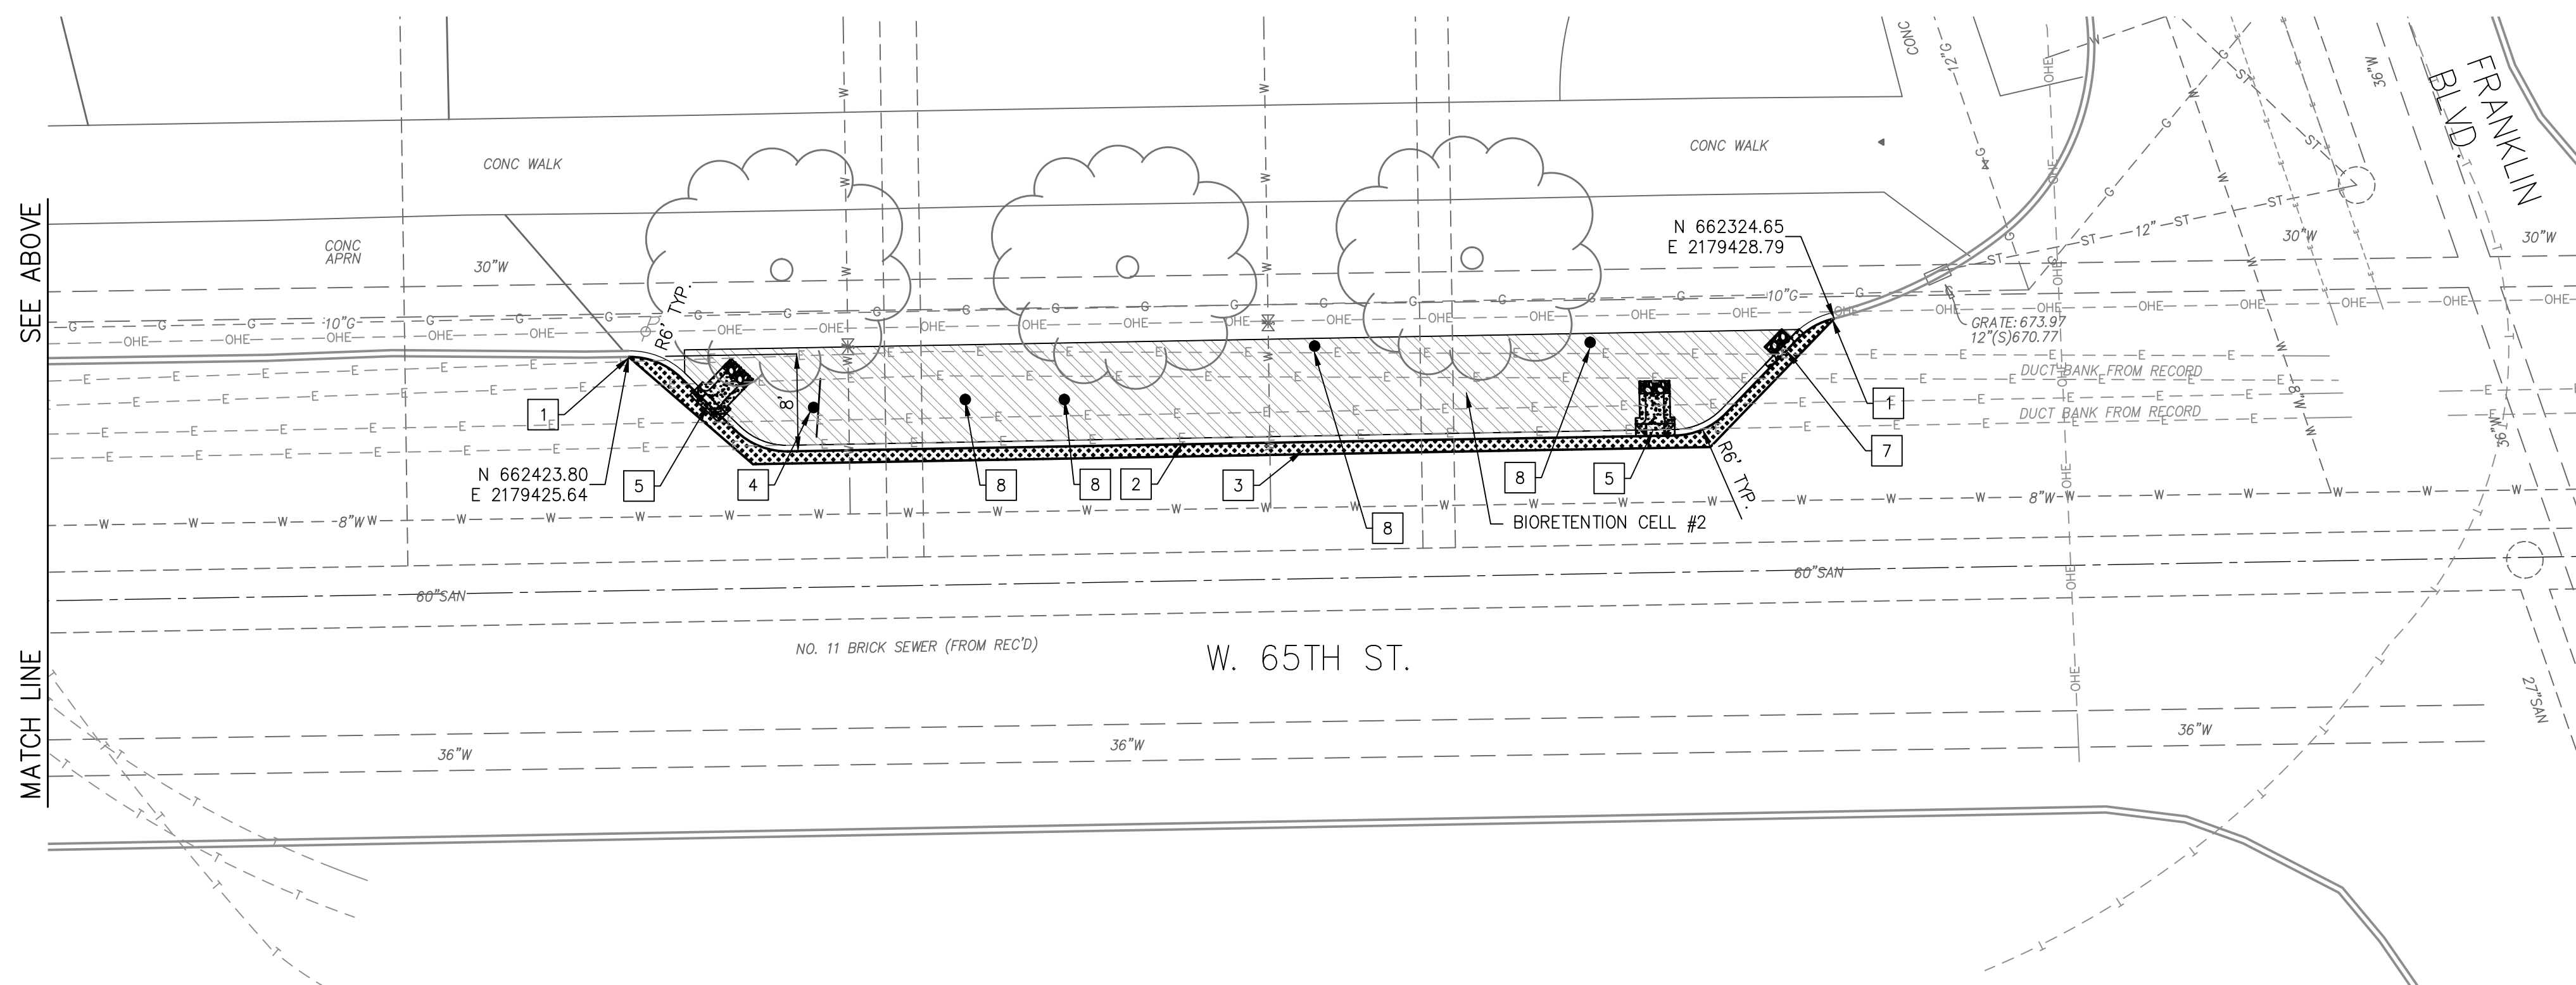 SEE ABOVE
MATCH LINE
CONC WALK
CONC WALK
CONC
12"G
OHE
36"W
FRANKLIN
BLVD.
CONC
APRN
30"W
N 662324.65
E 2179428.79
12"
ST
30"W
30"W
10"G
OHE
R6' TYP.
10"G
GRATE: 673.97
12"(S)670.77
DUCT BANK FROM RECORD
DUCT BANK FROM RECORD
8"W
36"W
8'
1
1
7
N 662423.80
E 2179425.64
5
4
8
8
2
3
8
8
5
R6' TYP.
BIORETENTION CELL #2
8"W
8"W
60"SAN
60"SAN
NO. 11 BRICK SEWER (FROM REC'D)
W. 65TH ST.
27"SAN
36"W
36"W
36"W